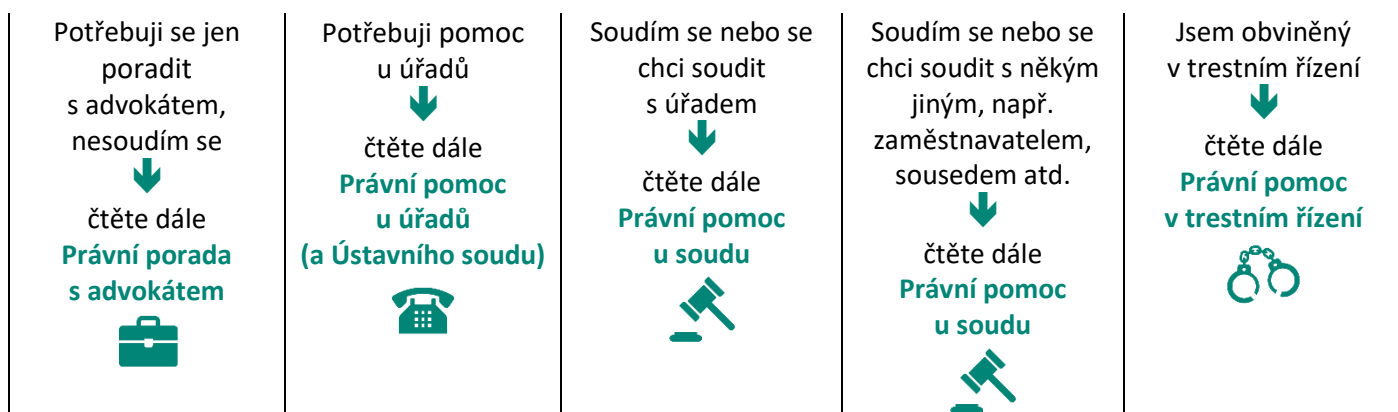 Potřebuji se jen
poradit
s advokátem,
nesoudím se
čtěte dále
Právní porada
s advokátem
Potřebuji pomoc
u úřadů
čtěte dále
Právní pomoc
u úřadů
(a Ústavního soudu)
Soudím se nebo se
chci soudit
s úřadem
čtěte dále
Právní pomoc
u soudu
Soudím se nebo se
chci soudit s někým
jiným, např.
zaměstnavatelem,
sousedem atd.
čtěte dále
Právní pomoc
u soudu
Jsem obviněný
v trestním řízení
čtěte dále
Právní pomoc
v trestním řízení